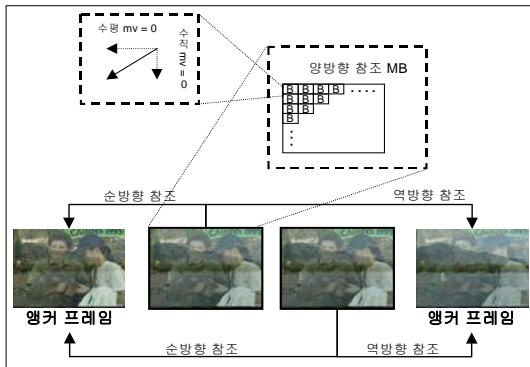 수평 mv = 0
수직 mv = 0
양방향 참조 MB
B B B B ....
B B B
B B
B
순방향 참조
역방향 참조
앵커 프레임
앵커 프레임
순방향 참조
역방향 참조